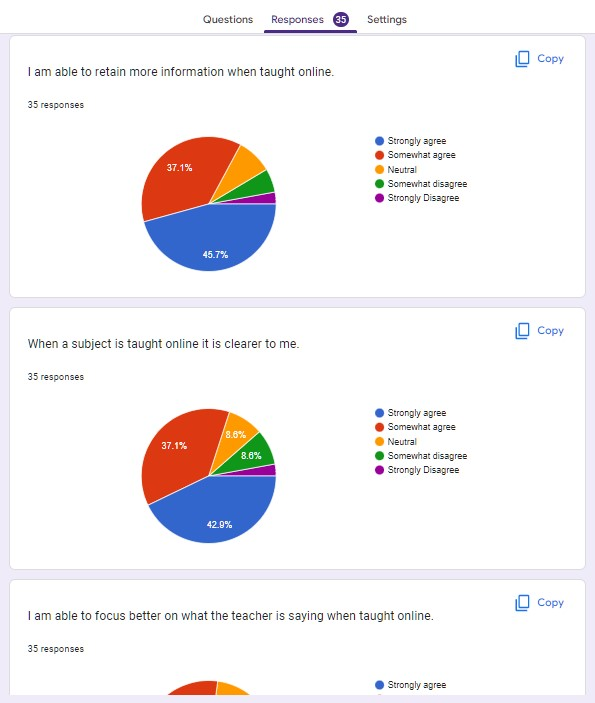 Questions Responses 35 Settings
Copy
I am able to retain more information when taught online.
35 responses
Strongly agree
Somewhat agree
Neutral
Somewhat disagree
Strongly Disagree
37.1%
45.7%
Copy
When a subject is taught online it is clearer to me.
35 responses
Strongly agree
Somewhat agree
Neutral
Somewhat disagree
Strongly Disagree
8.6%
37.1%
8.6%
42.9%
Copy
I am able to focus better on what the teacher is saying when taught online.
35 responses
Strongly agree